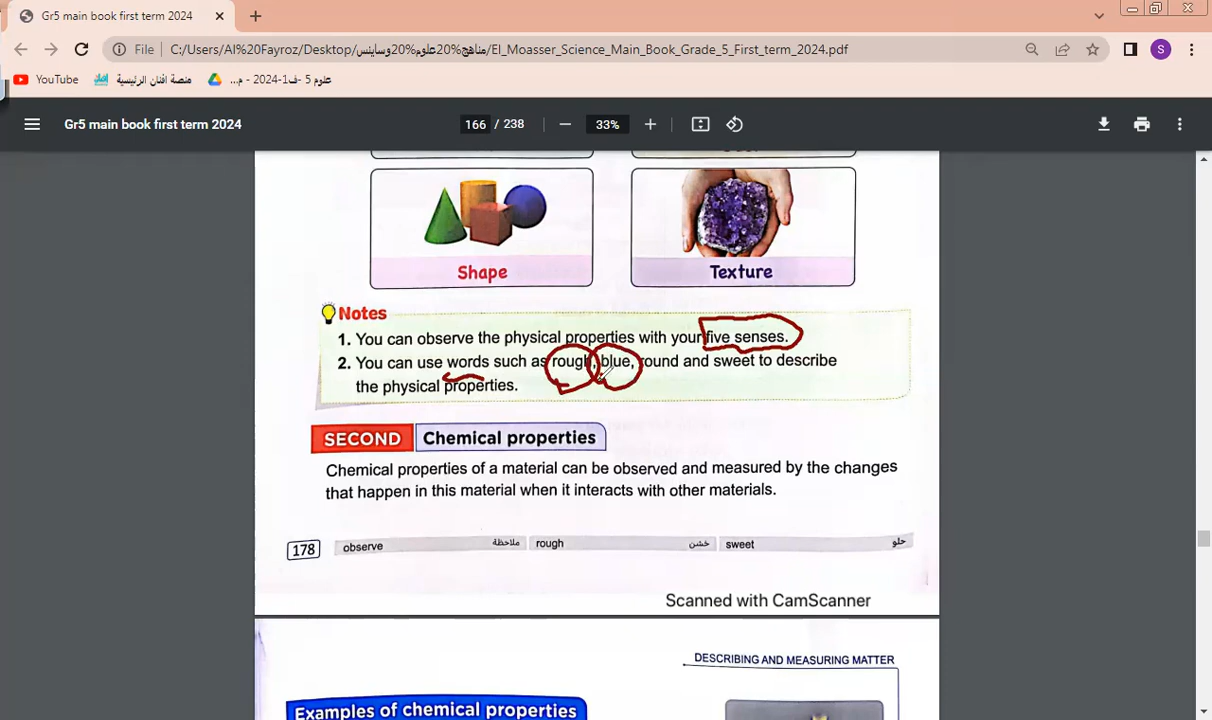 Gr5 main book first term 2024
File
C:/Users/Al%20Fayroz/Desktop/مناهج%20علوم%20وساينس/El_Moasser_Science_Main_Book_Grade_5_First_term_2024.pdf
S
YouTube
منصة افنان الرئيسية
علوم 5 -ف1-2024 - م...
Gr5 main book first term 2024
166 / 238
33%
Shape
Texture
Notes
1. You can observe the physical properties with your five senses.
2. You can use words such as rough, blue, round and sweet to describe
the physical properties.
SECOND Chemical properties
Chemical properties of a material can be observed and measured by the changes
that happen in this material when it interacts with other materials.
178 observe ملاحظة rough خشن sweet حلو
Scanned with CamScanner
DESCRIBING AND MEASURING MATTER
Examples of chemical properties